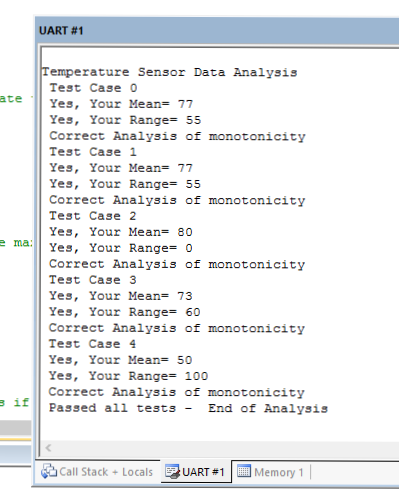 UART #1
Temperature Sensor Data Analysis
Test Case 0
Yes, Your Mean= 77
Yes, Your Range= 55
Correct Analysis of monotonicity
Test Case 1
Yes, Your Mean= 77
Yes, Your Range= 55
Correct Analysis of monotonicity
Test Case 2
Yes, Your Mean= 80
Yes, Your Range= 0
Correct Analysis of monotonicity
Test Case 3
Yes, Your Mean= 73
Yes, Your Range= 60
Correct Analysis of monotonicity
Test Case 4
Yes, Your Mean= 50
Yes, Your Range= 100
Correct Analysis of monotonicity
Passed all tests -  End of Analysis
ate
e
s if
Call Stack + Locals UART #1 Memory 1